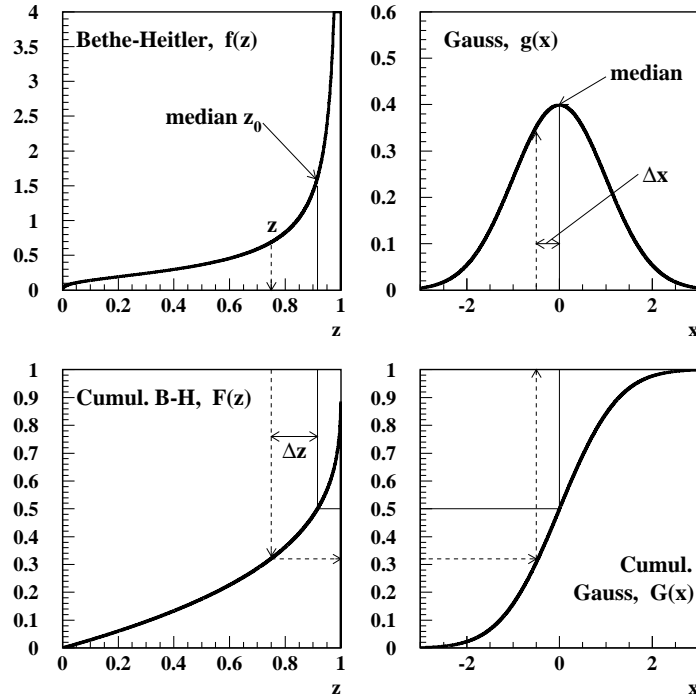 Bethe-Heitler, f(z)
median z0
z
4
3.5
3
2.5
2
1.5
1
0.5
0
0 0.2 0.4 0.6 0.8 1
z
Gauss, g(x)
median
Δx
0.6
0.5
0.4
0.3
0.2
0.1
0
-2 0 2
x
Cumul. B-H, F(z)
Δz
1
0.9
0.8
0.7
0.6
0.5
0.4
0.3
0.2
0.1
0
0 0.2 0.4 0.6 0.8 1
z
1
0.9
0.8
0.7
0.6
0.5
0.4
0.3
0.2
0.1
0
Cumul.
Gauss, G(x)
-2 0 2
x